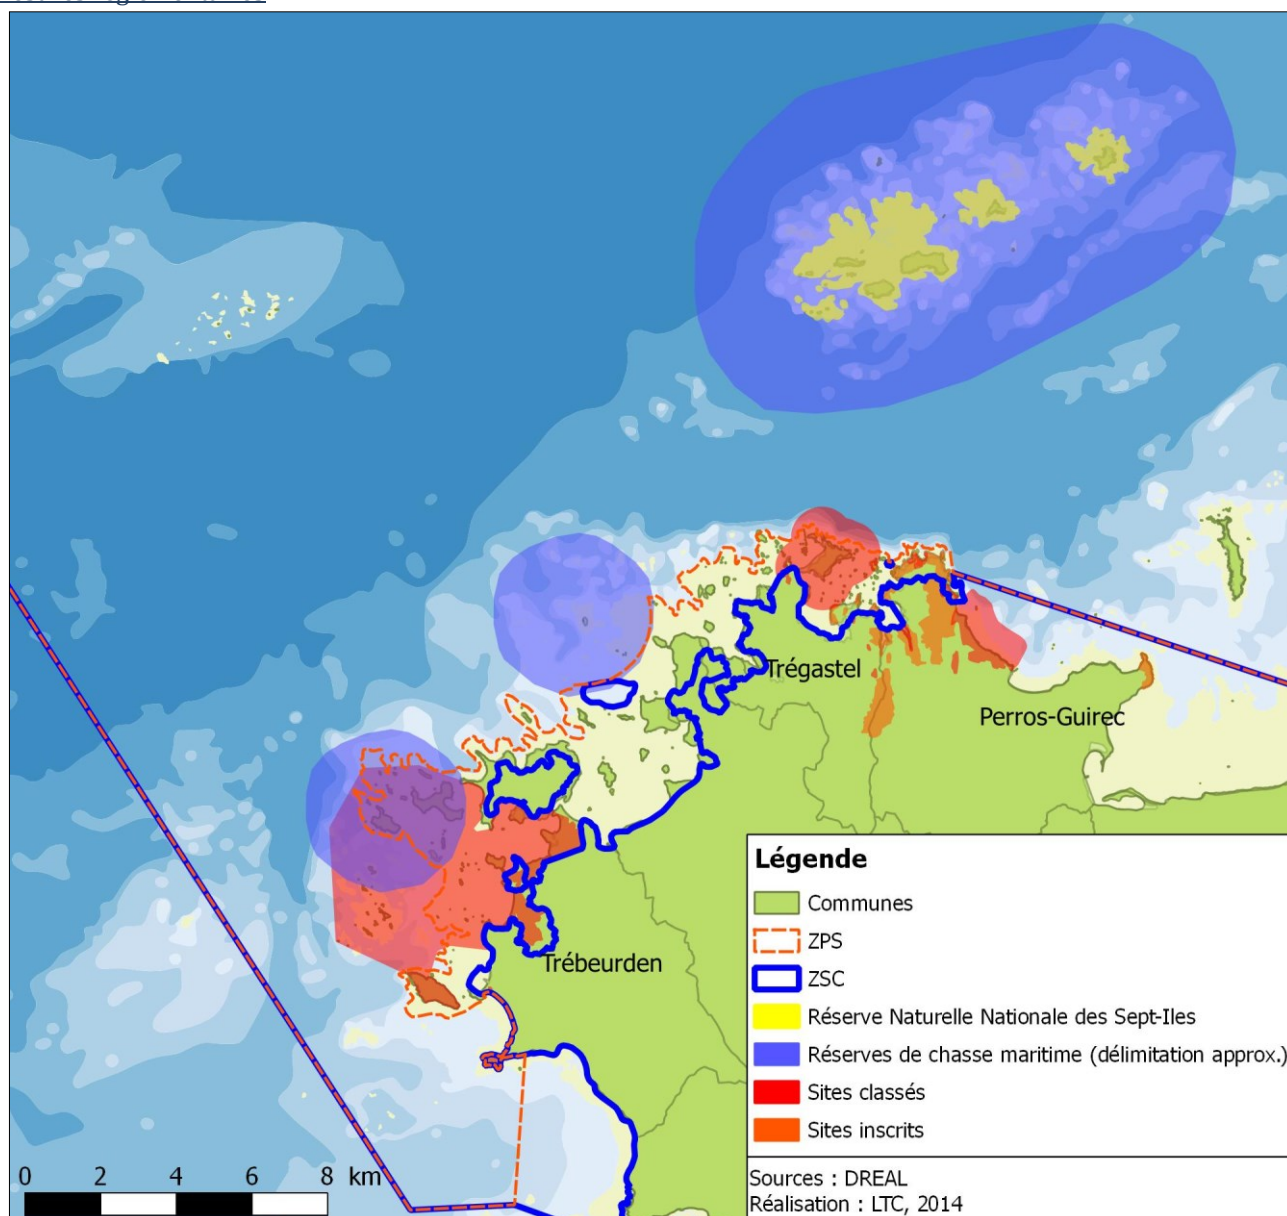 Trégastel
Perros-Guirec
Trébeurden
Légende
Communes
ZPS
ZSC
Réserve Naturelle Nationale des Sept-Iles
Réserves de chasse maritime (délimitation approx.)
Sites classés
Sites inscrits
0 2 4 6 8 km
Sources : DREAL
Réalisation : LTC, 2014